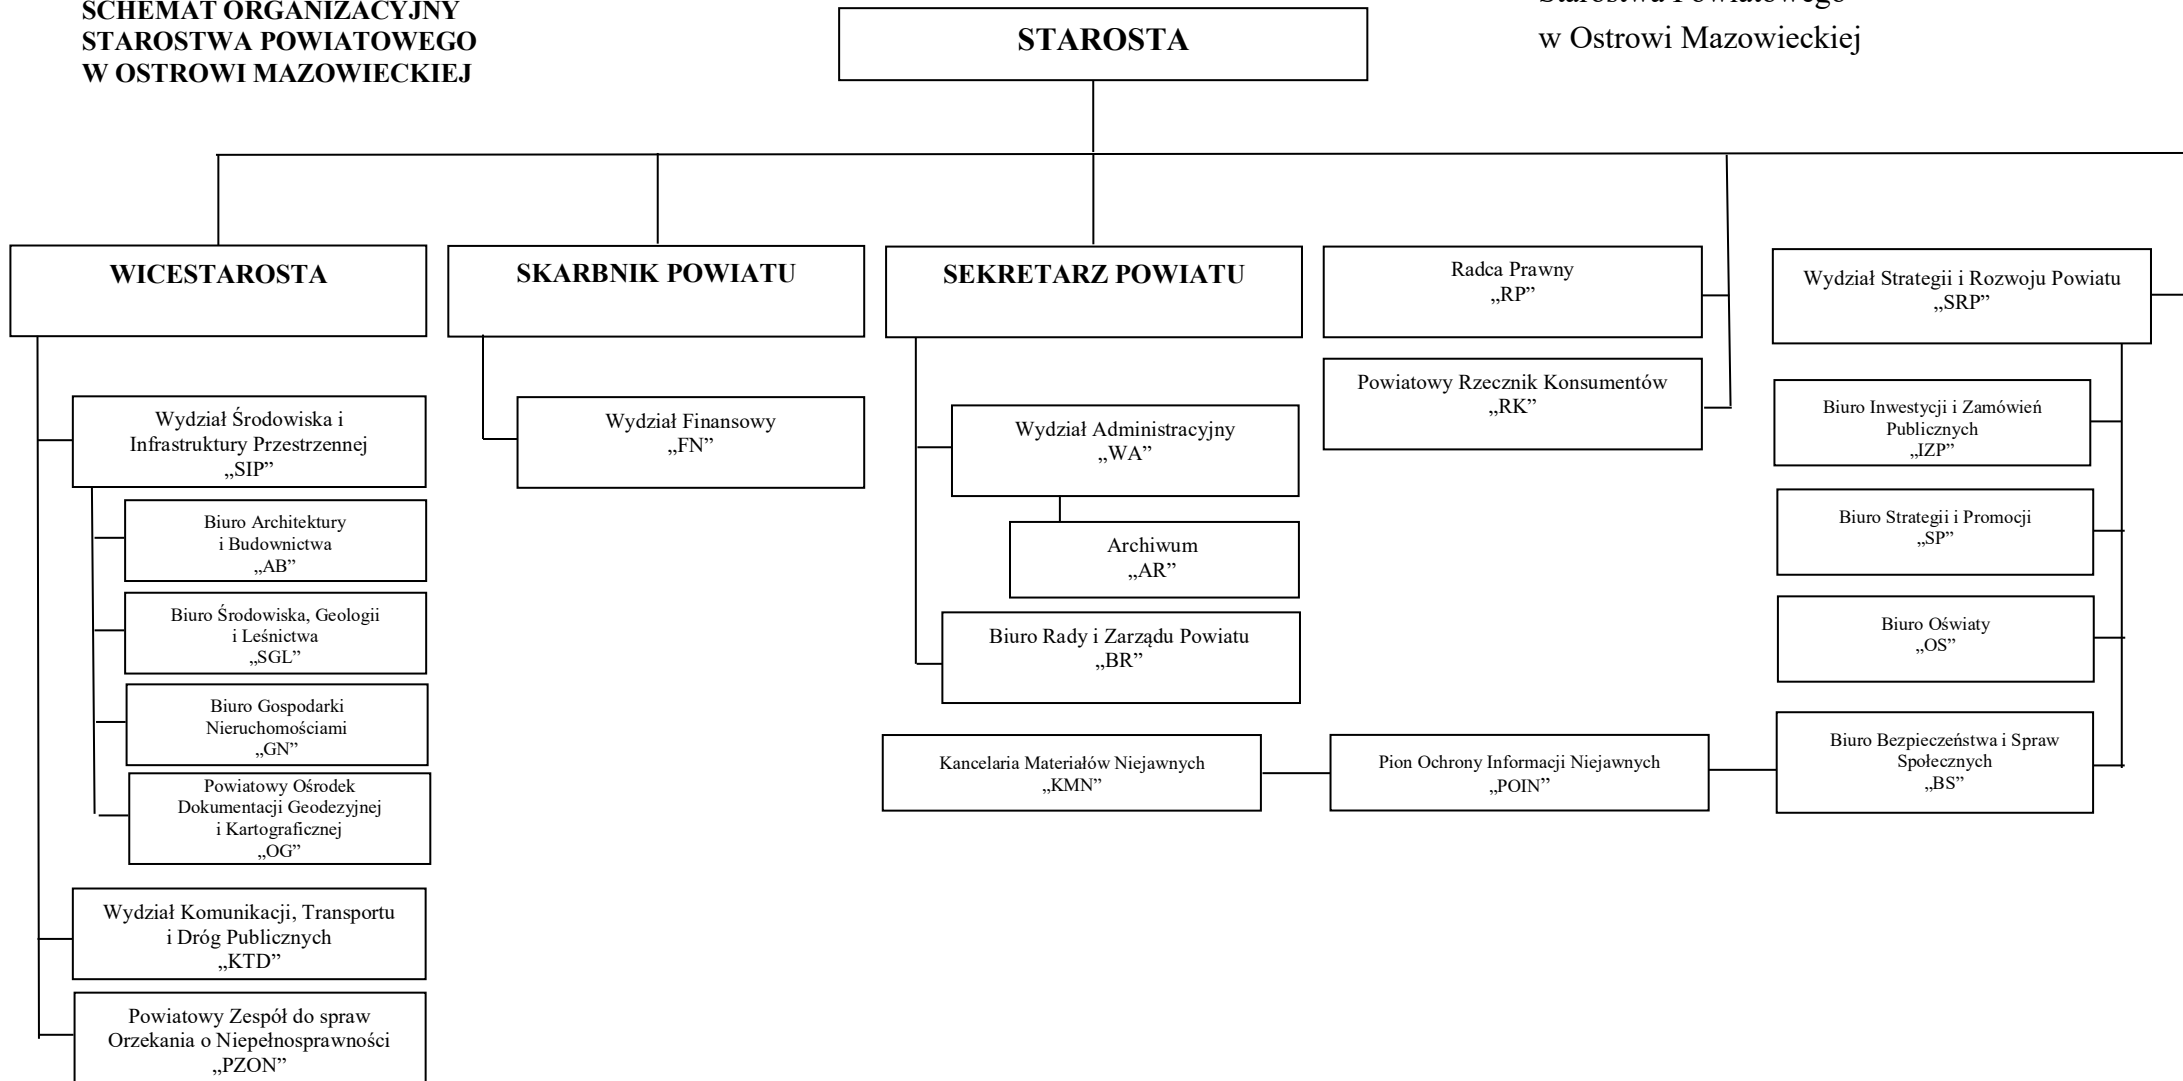 SCHEMAT ORGANIZACYJNY
STAROSTWA POWIATOWEGO
W OSTROWI MAZOWIECKIEJ
STAROSTA
Starostwa Powiatowego
w Ostrowi Mazowieckiej
WICESTAROSTA
SKARBNIK POWIATU
SEKRETARZ POWIATU
Radca Prawny
„RP”
Wydział Strategii i Rozwoju Powiatu
„SRP”
Powiatowy Rzecznik Konsumentów
„RK”
Wydział Środowiska i
Infrastruktury Przestrzennej
„SIP”
Biuro Architektury
i Budownictwa
„AB”
Biuro Środowiska, Geologii
i Leśnictwa
„SGL”
Biuro Gospodarki
Nieruchomościami
„GN”
Powiatowy Ośrodek
Dokumentacji Geodezyjnej
i Kartograficznej
„OG”
Wydział Komunikacji, Transportu
i Dróg Publicznych
„KTD”
Powiatowy Zespół do spraw
Orzekania o Niepełnosprawności
„PZON”
Wydział Finansowy
„FN”
Wydział Administracyjny
„WA”
Archiwum
„AR”
Biuro Rady i Zarządu Powiatu
„BR”
Kancelaria Materiałów Niejawnych
„KMN”
Pion Ochrony Informacji Niejawnych
„POIN”
Biuro Inwestycji i Zamówień
Publicznych
„IZP”
Biuro Strategii i Promocji
„SP”
Biuro Oświaty
„OS”
Biuro Bezpieczeństwa i Spraw
Społecznych
„BS”